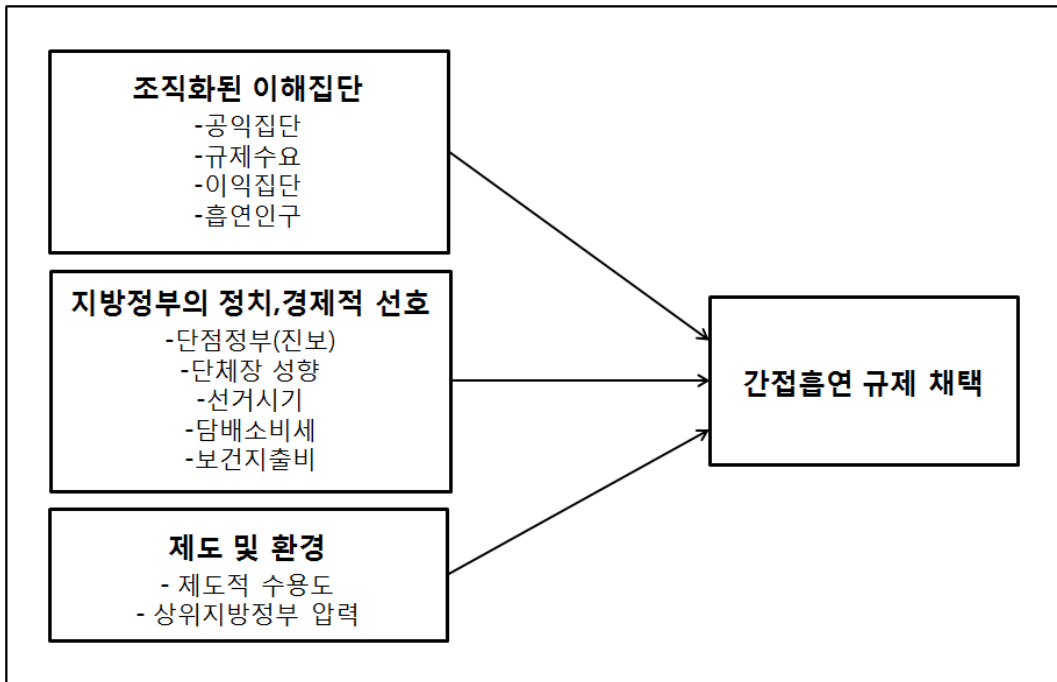 조직화된 이해집단
-공익집단
-규제수요
-이익집단
-흡연인구
지방정부의 정치,경제적 선호
-단점정부(진보)
-단체장 성향
-선거시기
-담배소비세
-보건지출비
제도 및 환경
- 제도적 수용도
- 상위지방정부 압력
간접흡연 규제 채택